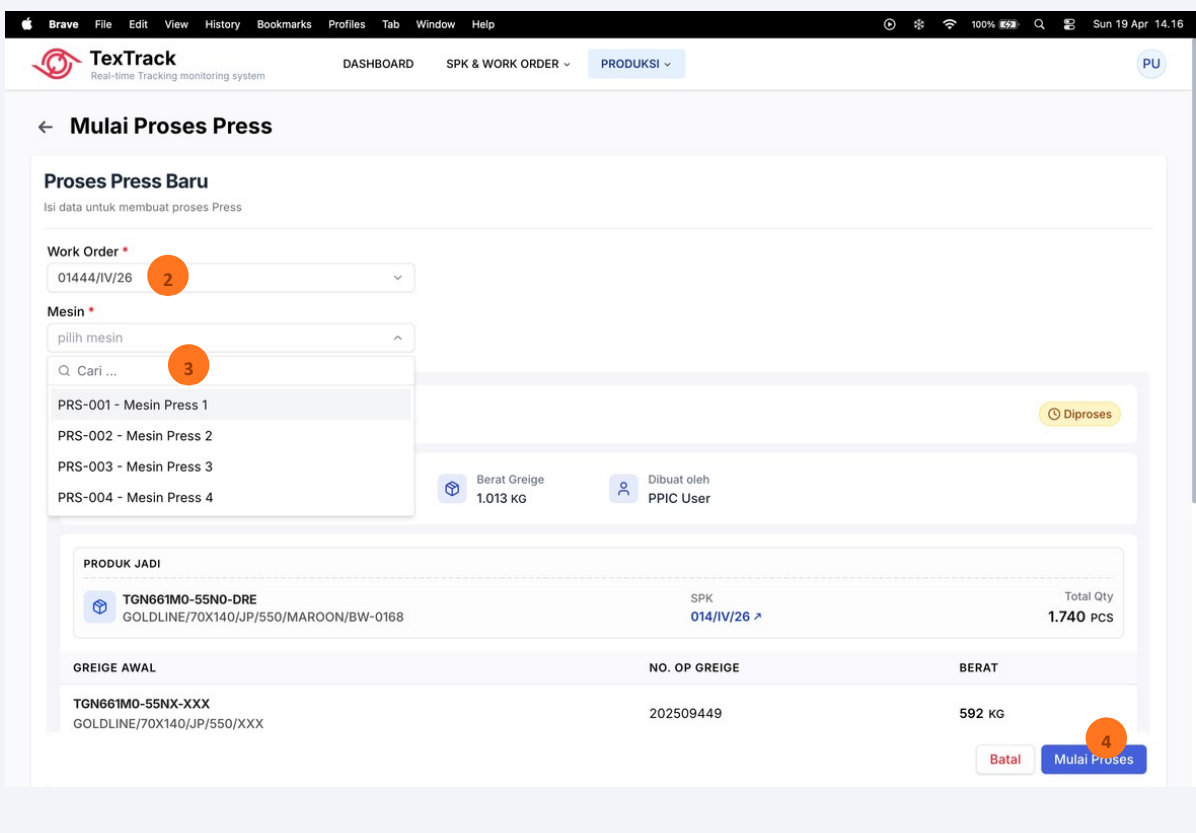 Brave File Edit View History Bookmarks Profiles Tab Window Help 100% Sun 19 Apr 14.16
TexTrack
Real-time Tracking monitoring system
DASHBOARD SPK & WORK ORDER PRODUKSI PU
← Mulai Proses Press
Proses Press Baru
Isi data untuk membuat proses Press
Work Order *
01444/IV/26 2
Mesin *
pilih mesin
Cari ... 3
PRS-001 - Mesin Press 1
PRS-002 - Mesin Press 2
PRS-003 - Mesin Press 3
PRS-004 - Mesin Press 4
Diproses
Berat Greige
1.013 KG
Dibuat oleh
PPIC User
PRODUK JADI
TGN661M0-55N0-DRE
GOLDLINE/70X140/JP/550/MAROON/BW-0168
SPK
014/IV/26 ↗
Total Qty
1.740 PCS
GREIGE AWAL NO. OP GREIGE BERAT
TGN661M0-55NX-XXX
GOLDLINE/70X140/JP/550/XXX
202509449
592 KG
4
Batal Mulai Proses